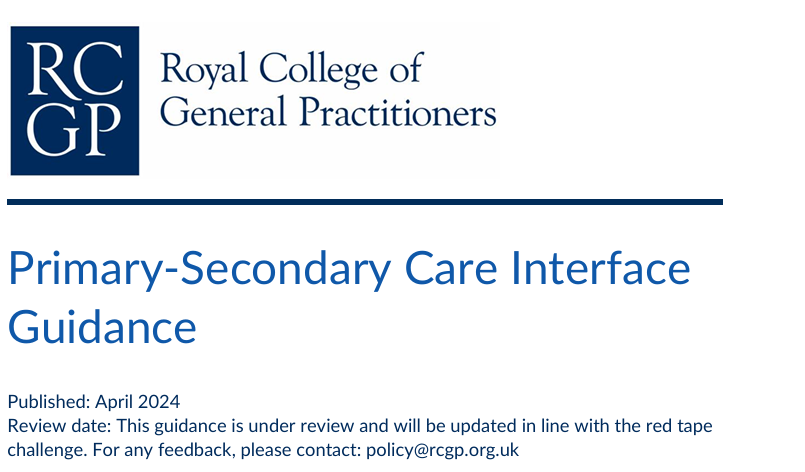 RC
GP
Royal College of
General Practitioners
Primary-Secondary Care Interface
Guidance
Published: April 2024
Review date: This guidance is under review and will be updated in line with the red tape
challenge. For any feedback, please contact: policy@rcgp.org.uk